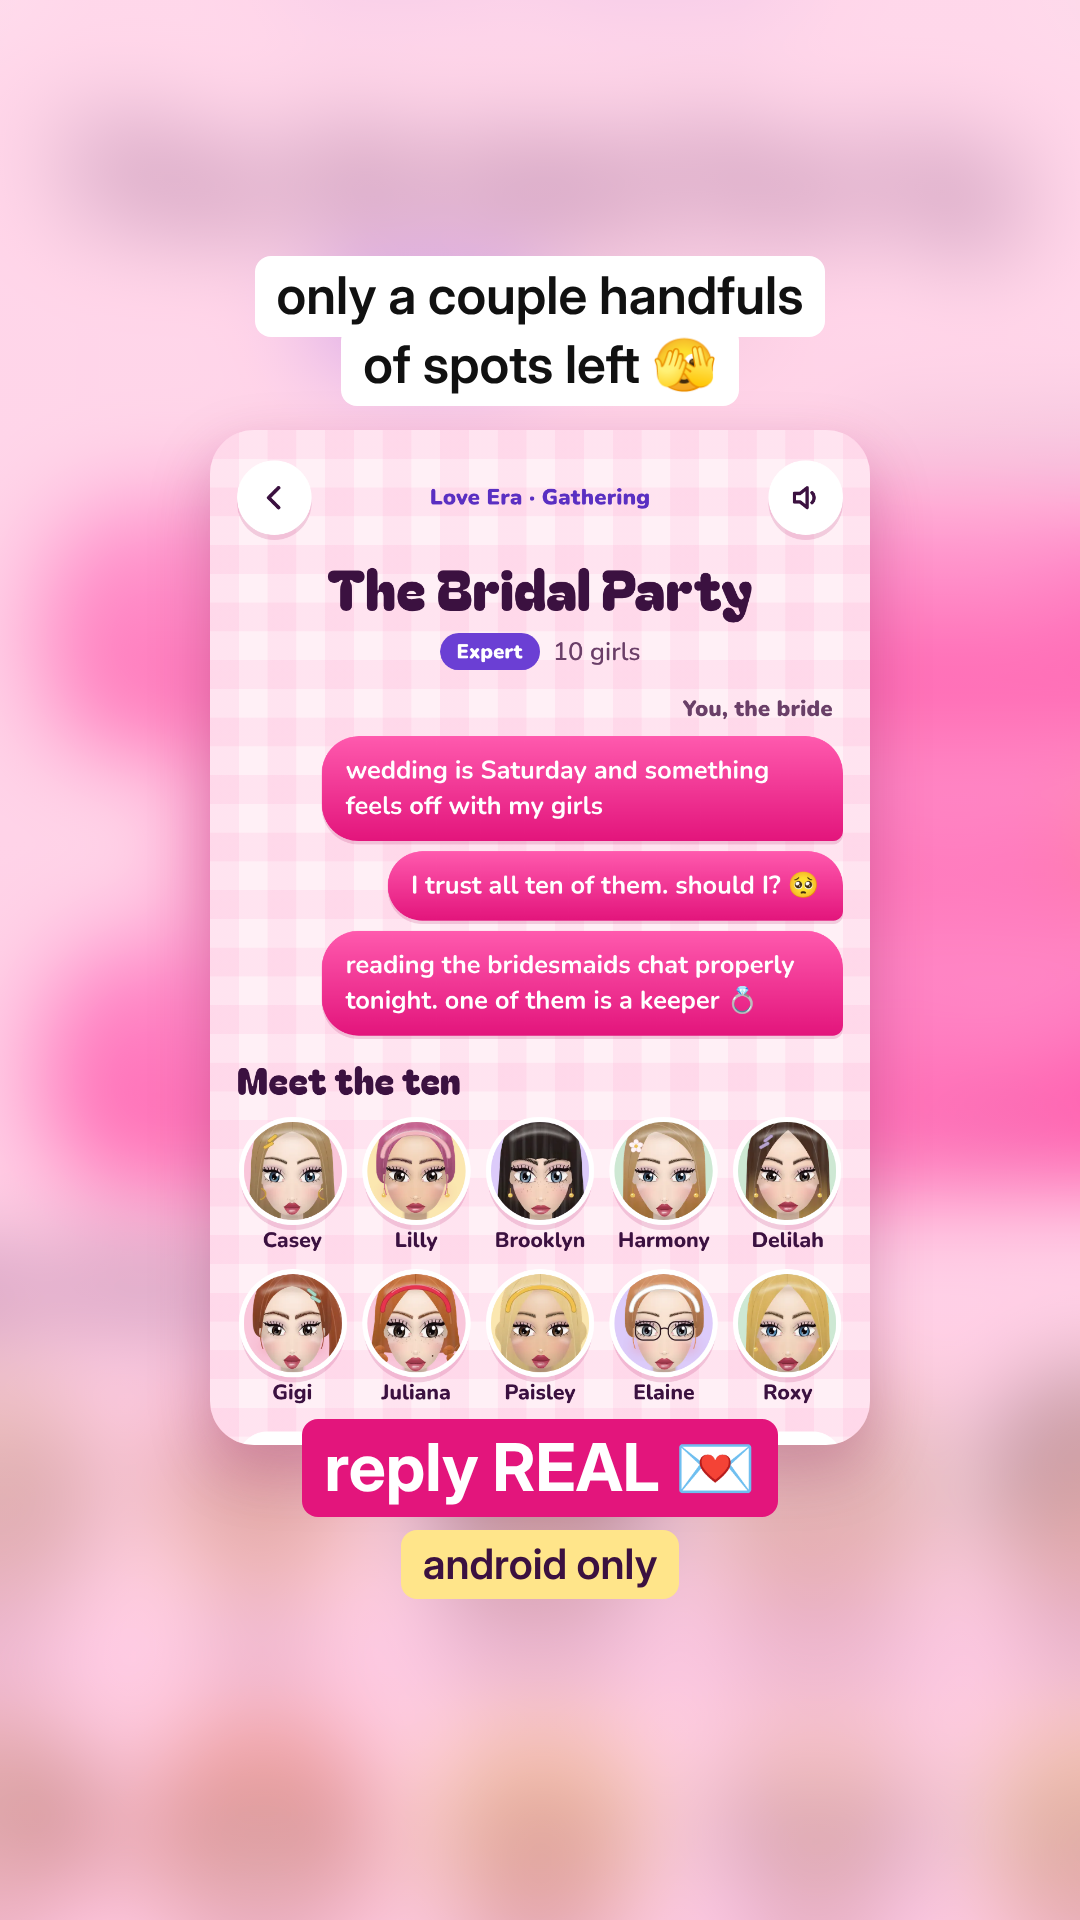 only a couple handfuls
of spots left 🫣
Love Era · Gathering
The Bridal Party
Expert 10 girls
You, the bride
wedding is Saturday and something
feels off with my girls
I trust all ten of them. should I? 🥺
reading the bridesmaids chat properly
tonight. one of them is a keeper 💍
Meet the ten
Casey Lilly Brooklyn Harmony Delilah
Gigi Juliana Paisley Elaine Roxy
reply REAL 💌
android only